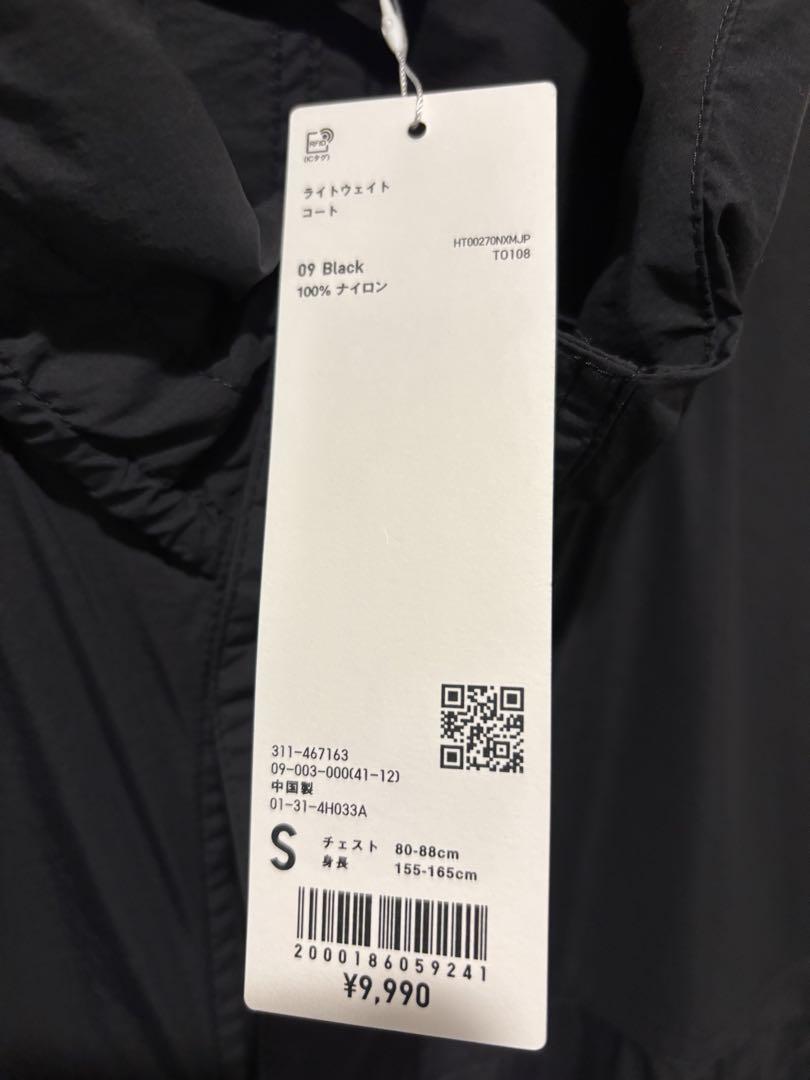 RFID
(ICタグ)
ライトウェイト
コート
HT00270NXMJP
TO108
09 Black
100% ナイロン
311-467163
09-003-000(41-12)
中国製
01-31-4H033A
S
チェスト 80-88cm
身長 155-165cm
2000186059241
¥9,990